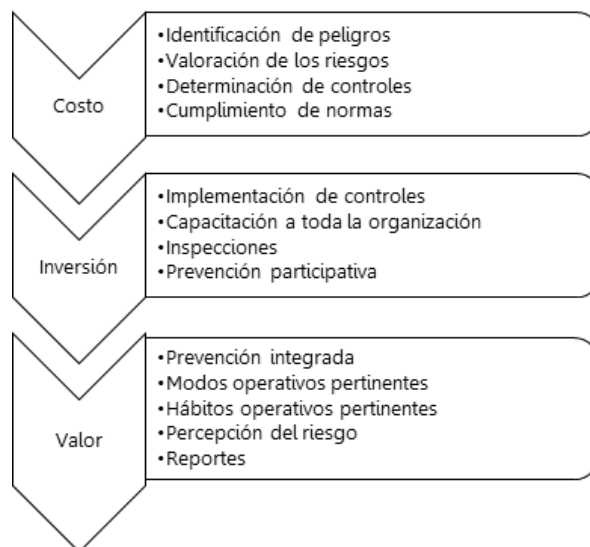 Costo
•Identificación de peligros
•Valoración de los riesgos
•Determinación de controles
•Cumplimiento de normas
Inversión
•Implementación de controles
•Capacitación a toda la organización
•Inspecciones
•Prevención participativa
Valor
•Prevención integrada
•Modos operativos pertinentes
•Hábitos operativos pertinentes
•Percepción del riesgo
•Reportes